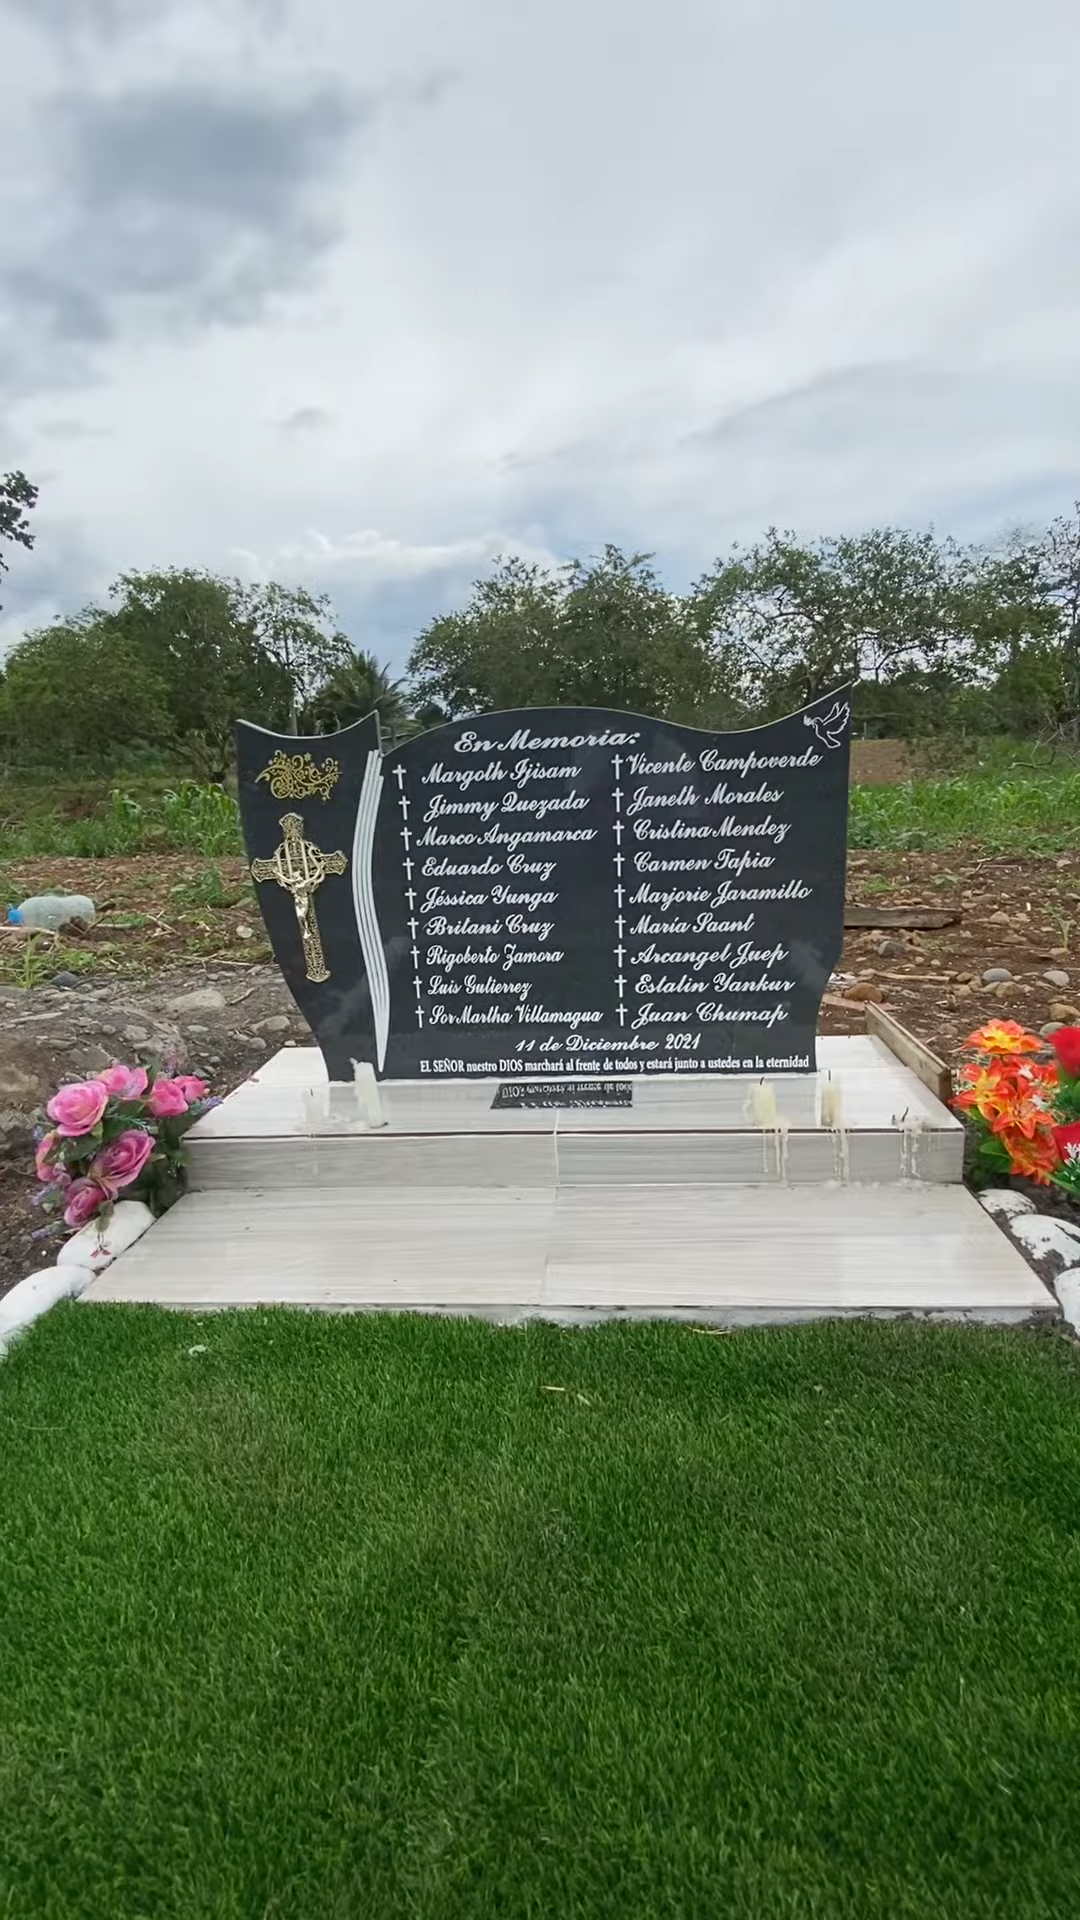 En Memoria:
Margoth Ijisam
Jimmy Quezada
Marco Angamarca
Eduardo Cruz
Jéssica Yunga
Britani Cruz
Rigoberto Zamora
Luis Gutierrez
Sor Martha Villamagua
Vicente Campoverde
Janeth Morales
Cristina Mendez
Carmen Tapia
Marjorie Jaramillo
María Saant
Arcangel Juep
Estalin Yankur
Juan Chumap
11 de Diciembre 2021
EL SEÑOR nuestro DIOS marchará al frente de todos y estará junto a ustedes en la eternidad